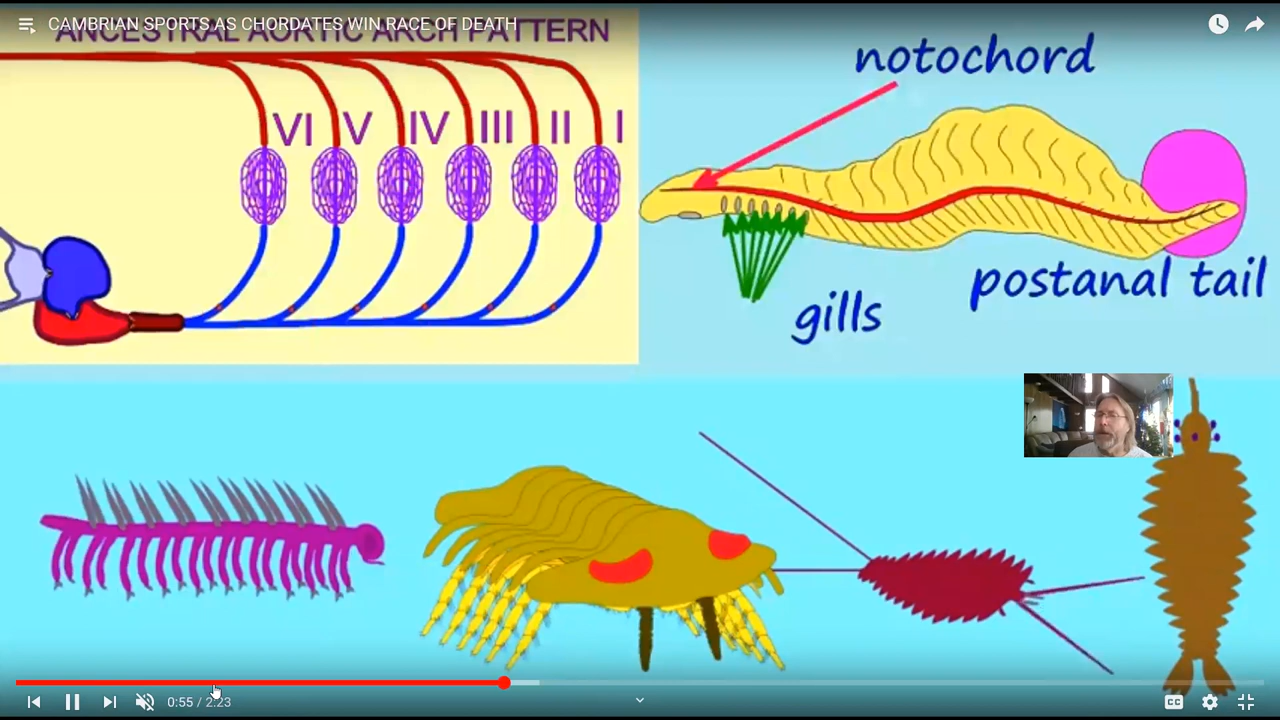 CAMBRIAN SPORTS AS CHORDATES WIN RACE OF DEATH
ANCESTRAL AORTIC ARCH PATTERN
VI V IV III II I
notochord
gills
postanal tail
0:55 / 2:23
CC